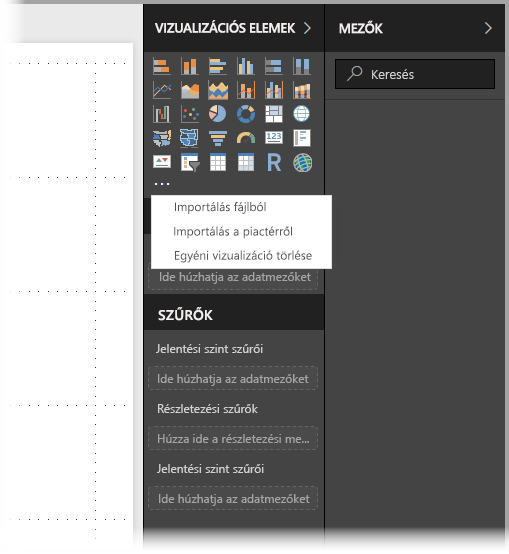 VIZUALIZÁCIÓS ELEMEK
MEZŐK
Keresés
123
R
Importálás fájlból
Importálás a piactérről
Egyéni vizualizáció törlése
Ide húzhatja az adatmezőket
SZŰRŐK
Jelentési szint szűrői
Ide húzhatja az adatmezőket
Részletezési szűrők
Húzza ide a részletezési me...
Jelentési szint szűrői
Ide húzhatja az adatmezőket